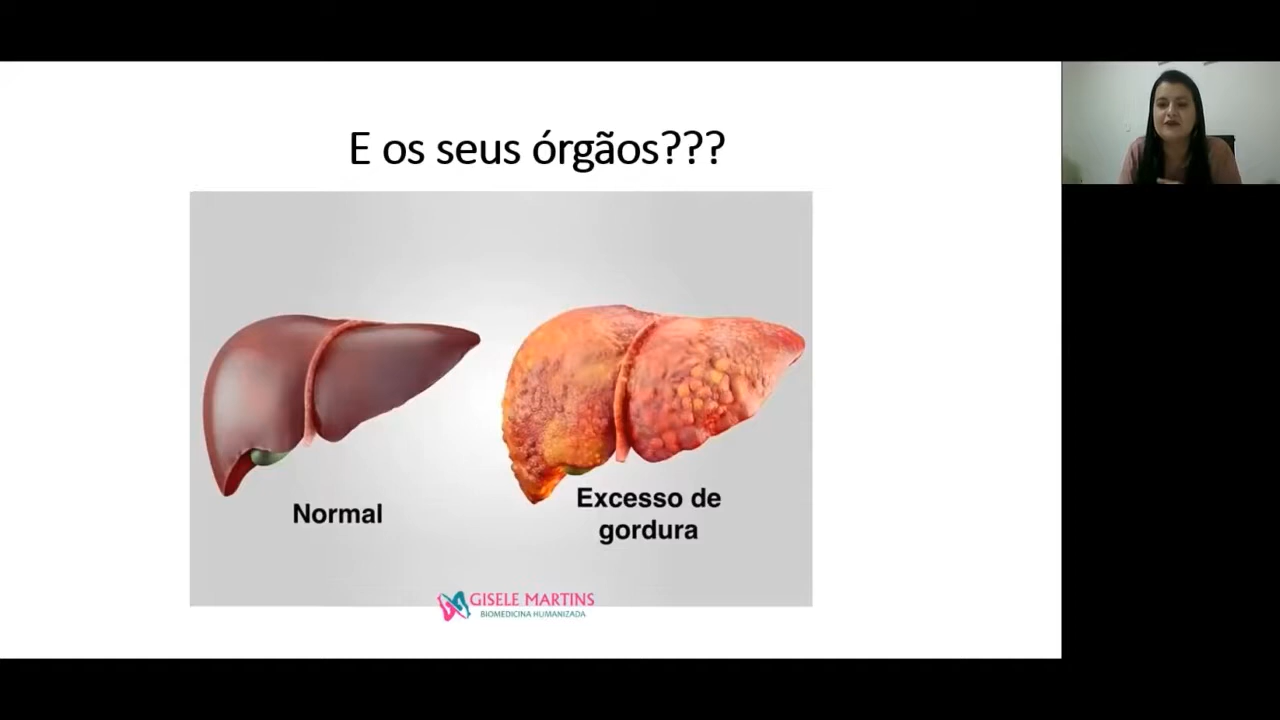 E os seus órgãos???
Normal
Excesso de
gordura
GISELE MARTINS
BIOMEDICINA HUMANIZADA